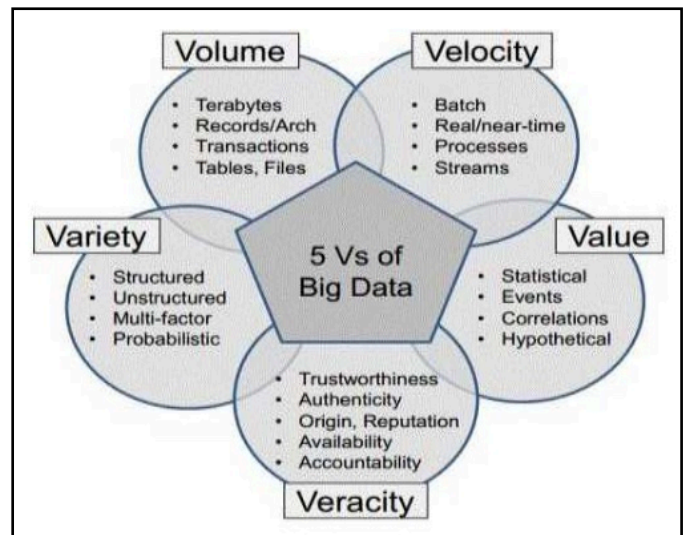 Volume
• Terabytes
• Records/Arch
• Transactions
• Tables, Files
Velocity
• Batch
• Real/near-time
• Processes
• Streams
Variety
• Structured
• Unstructured
• Multi-factor
• Probabilistic
5 Vs of
Big Data
Value
• Statistical
• Events
• Correlations
• Hypothetical
• Trustworthiness
• Authenticity
• Origin, Reputation
• Availability
• Accountability
Veracity